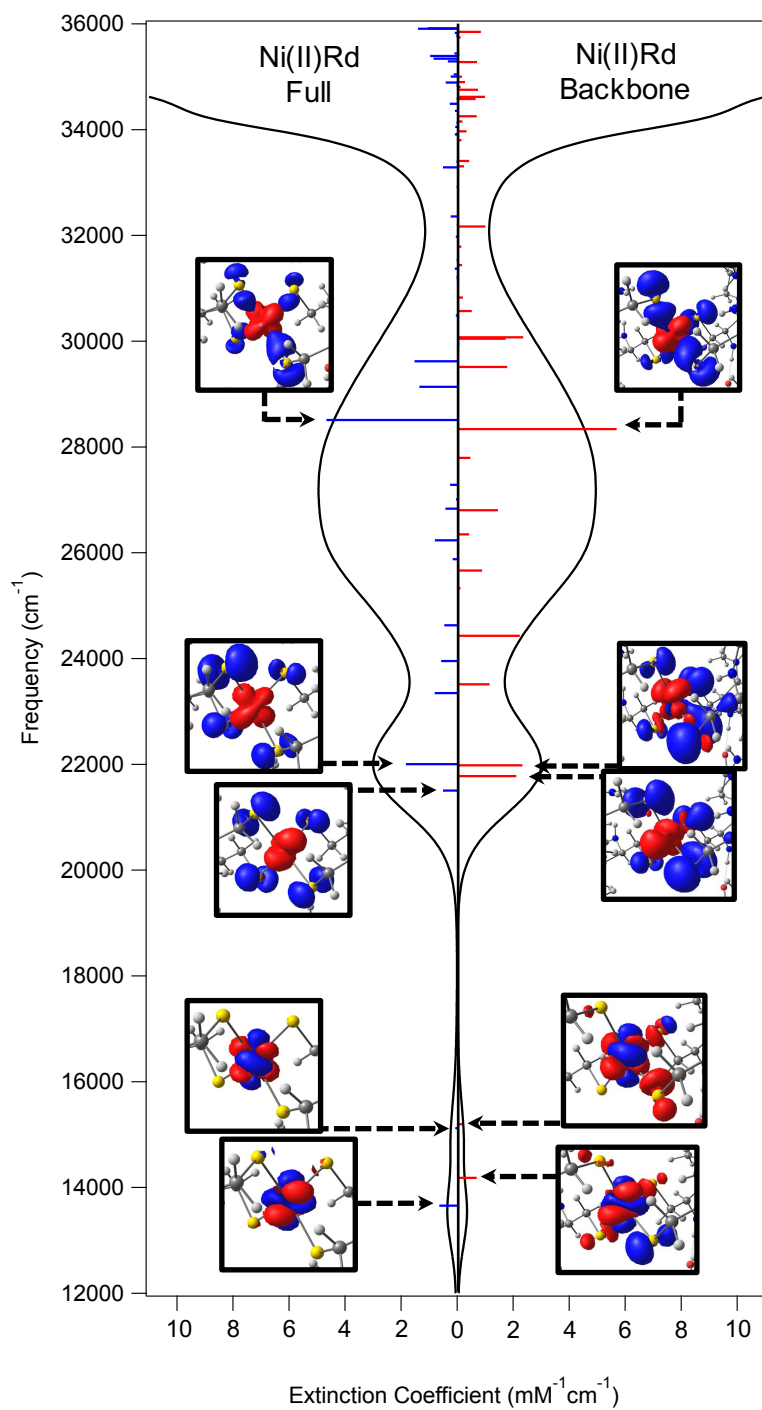 36000
34000
32000
30000
28000
26000
24000
22000
20000
18000
16000
14000
12000
Frequency (cm⁻¹)
Ni(II)Rd
Full
Ni(II)Rd
Backbone
10 8 6 4 2 0 2 4 6 8 10
Extinction Coefficient (mM⁻¹cm⁻¹)